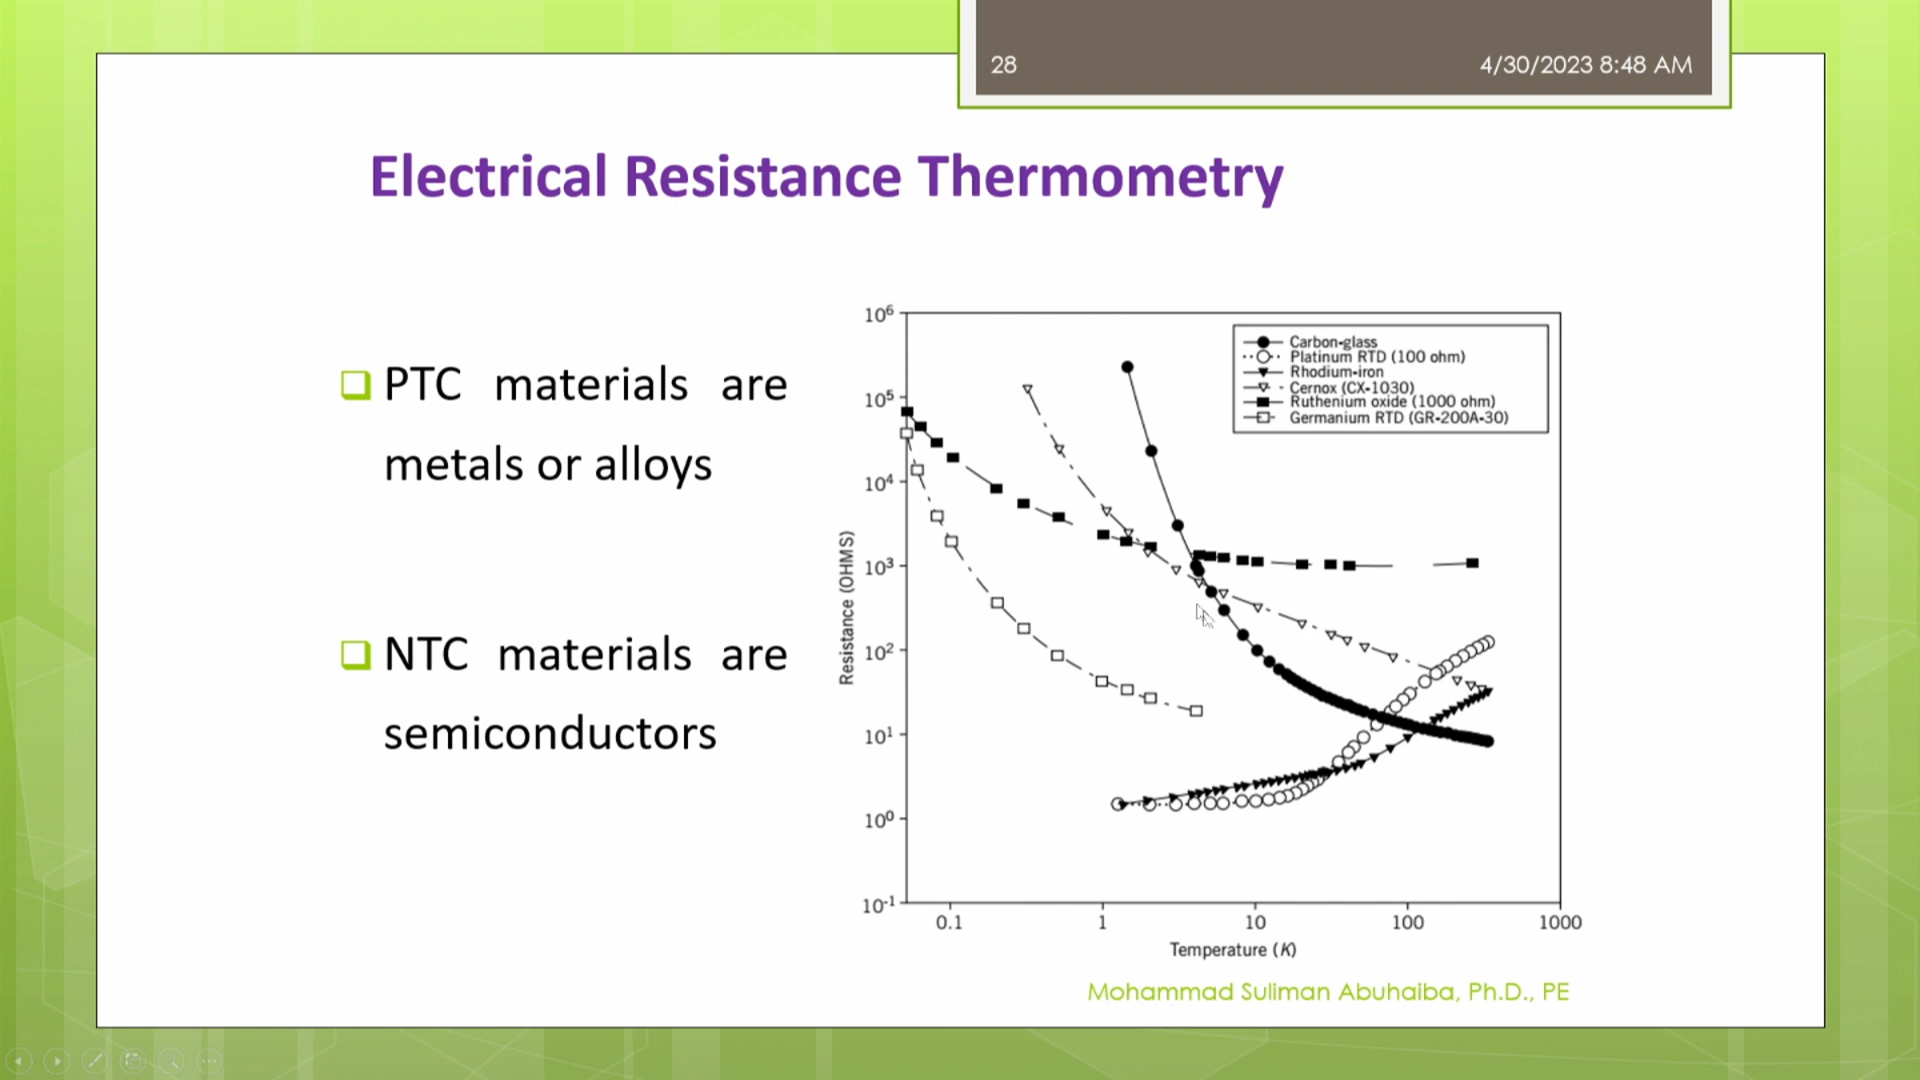 28
4/30/2023 8:48 AM
Electrical Resistance Thermometry
PTC materials are
metals or alloys
NTC materials are
semiconductors
10⁶
10⁵
10⁴
10³
10²
10¹
10⁰
10⁻¹
Resistance (OHMS)
Carbon-glass
Platinum RTD (100 ohm)
Rhodium-iron
Cernox (CX-1030)
Ruthenium oxide (1000 ohm)
Germanium RTD (GR-200A-30)
0.1 1 10 100 1000
Temperature (K)
Mohammad Suliman Abuhaiba, Ph.D., PE